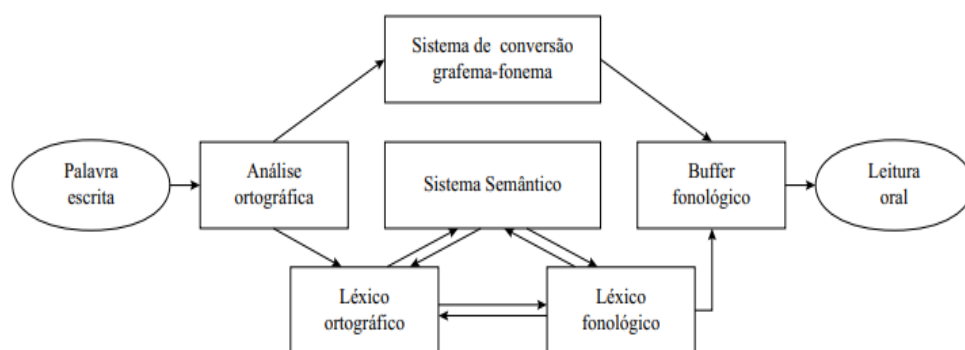 Sistema de conversão
grafema-fonema
Palavra
escrita
Análise
ortográfica
Sistema Semântico
Buffer
fonológico
Leitura
oral
Léxico
ortográfico
Léxico
fonológico